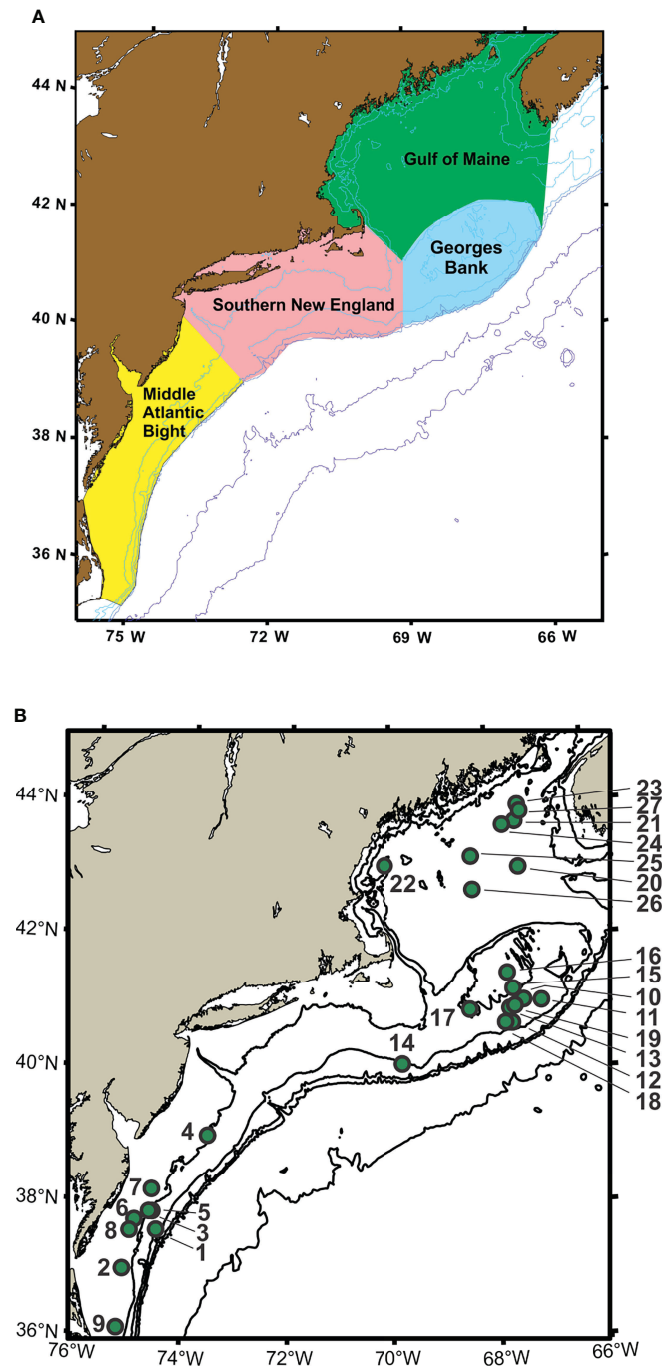 A
44 N
42 N
40 N
38 N
36 N
Gulf of Maine
Georges
Bank
Southern New England
Middle
Atlantic
Bight
75 W
72 W
69 W
66 W
B
44°N
42°N
40°N
38°N
36°N
23
27
21
24
25
20
26
22
16
15
10
11
19
13
12
18
17
14
4
7
6
5
8
3
1
2
9
76°W
74°W
72°W
70°W
68°W
66°W